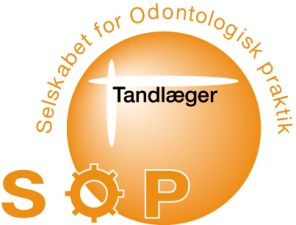 Selskabet for Odontologisk praktik
Tandlæger
SOP